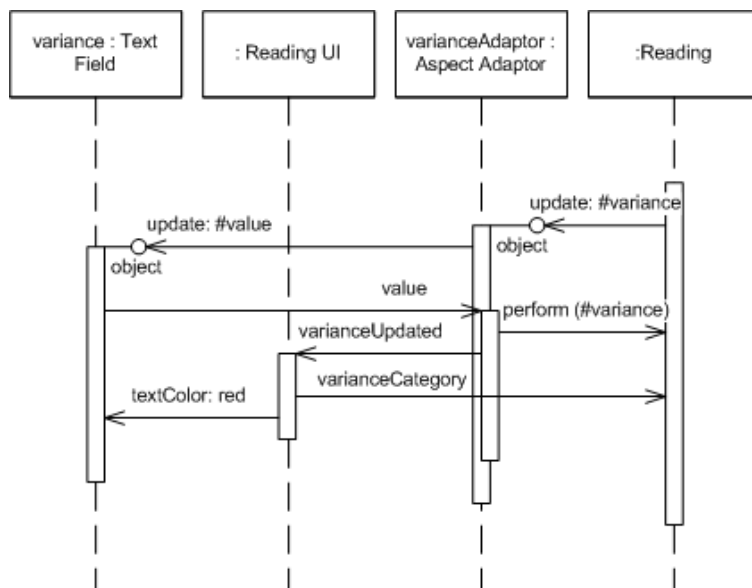 variance : Text
Field
: Reading UI
varianceAdaptor :
Aspect Adaptor
:Reading
update: #variance
object
update: #value
object
value
perform (#variance)
varianceUpdated
varianceCategory
textColor: red